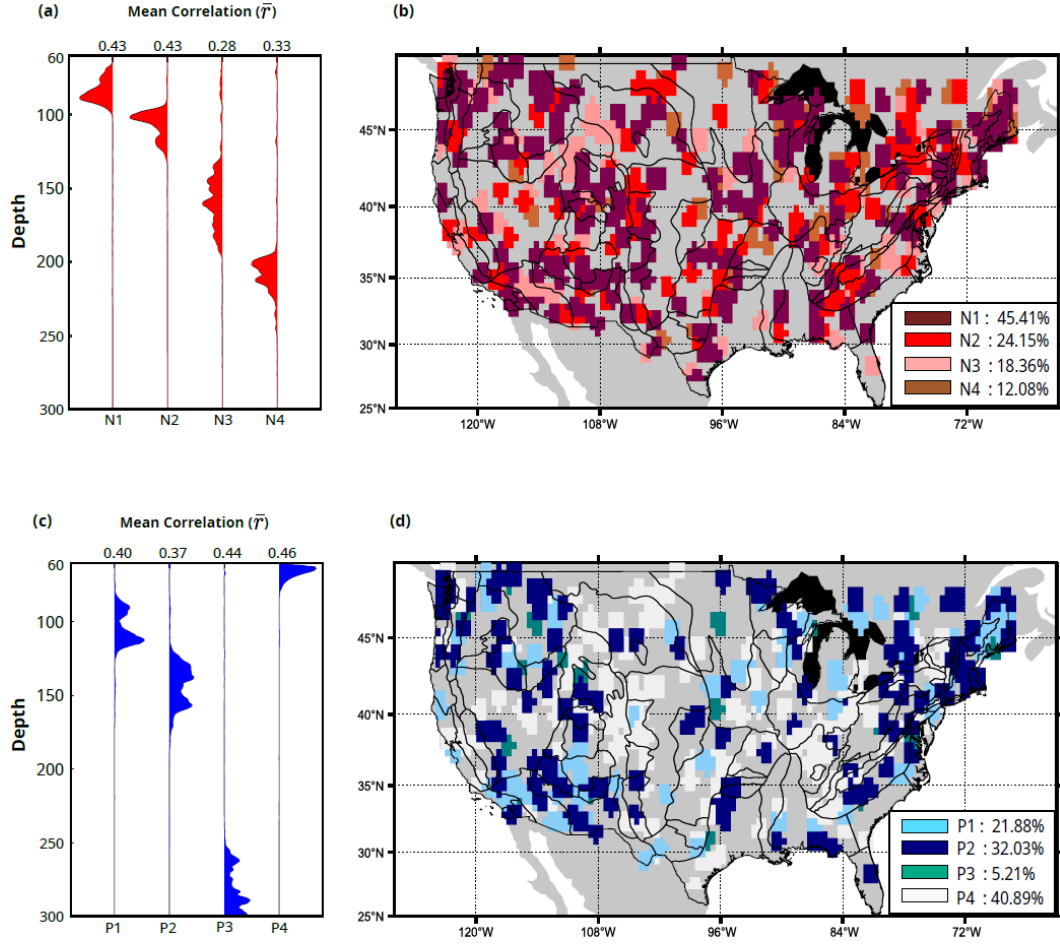 (a)
Mean Correlation (r̄)
0.43 0.43 0.28 0.33
60
100
150
200
250
300
Depth
N1 N2 N3 N4
(b)
45°N
40°N
35°N
30°N
25°N
120°W 108°W 96°W 84°W 72°W
N1 : 45.41%
N2 : 24.15%
N3 : 18.36%
N4 : 12.08%
(c)
Mean Correlation (r̄)
0.40 0.37 0.44 0.46
60
100
150
200
250
300
Depth
P1 P2 P3 P4
(d)
45°N
40°N
35°N
30°N
25°N
120°W 108°W 96°W 84°W 72°W
P1 : 21.88%
P2 : 32.03%
P3 : 5.21%
P4 : 40.89%